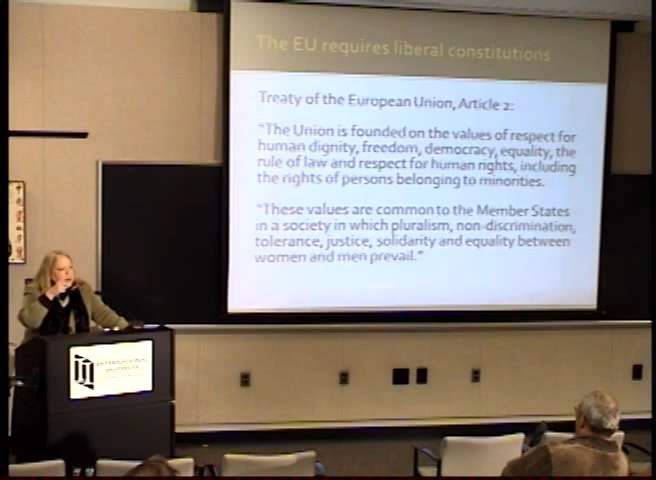 The EU requires liberal constitutions
Treaty of the European Union, Article 2:
"The Union is founded on the values of respect for
human dignity, freedom, democracy, equality, the
rule of law and respect for human rights, including
the rights of persons belonging to minorities.
"These values are common to the Member States
in a society in which pluralism, non-discrimination,
tolerance, justice, solidarity and equality between
women and men prevail."